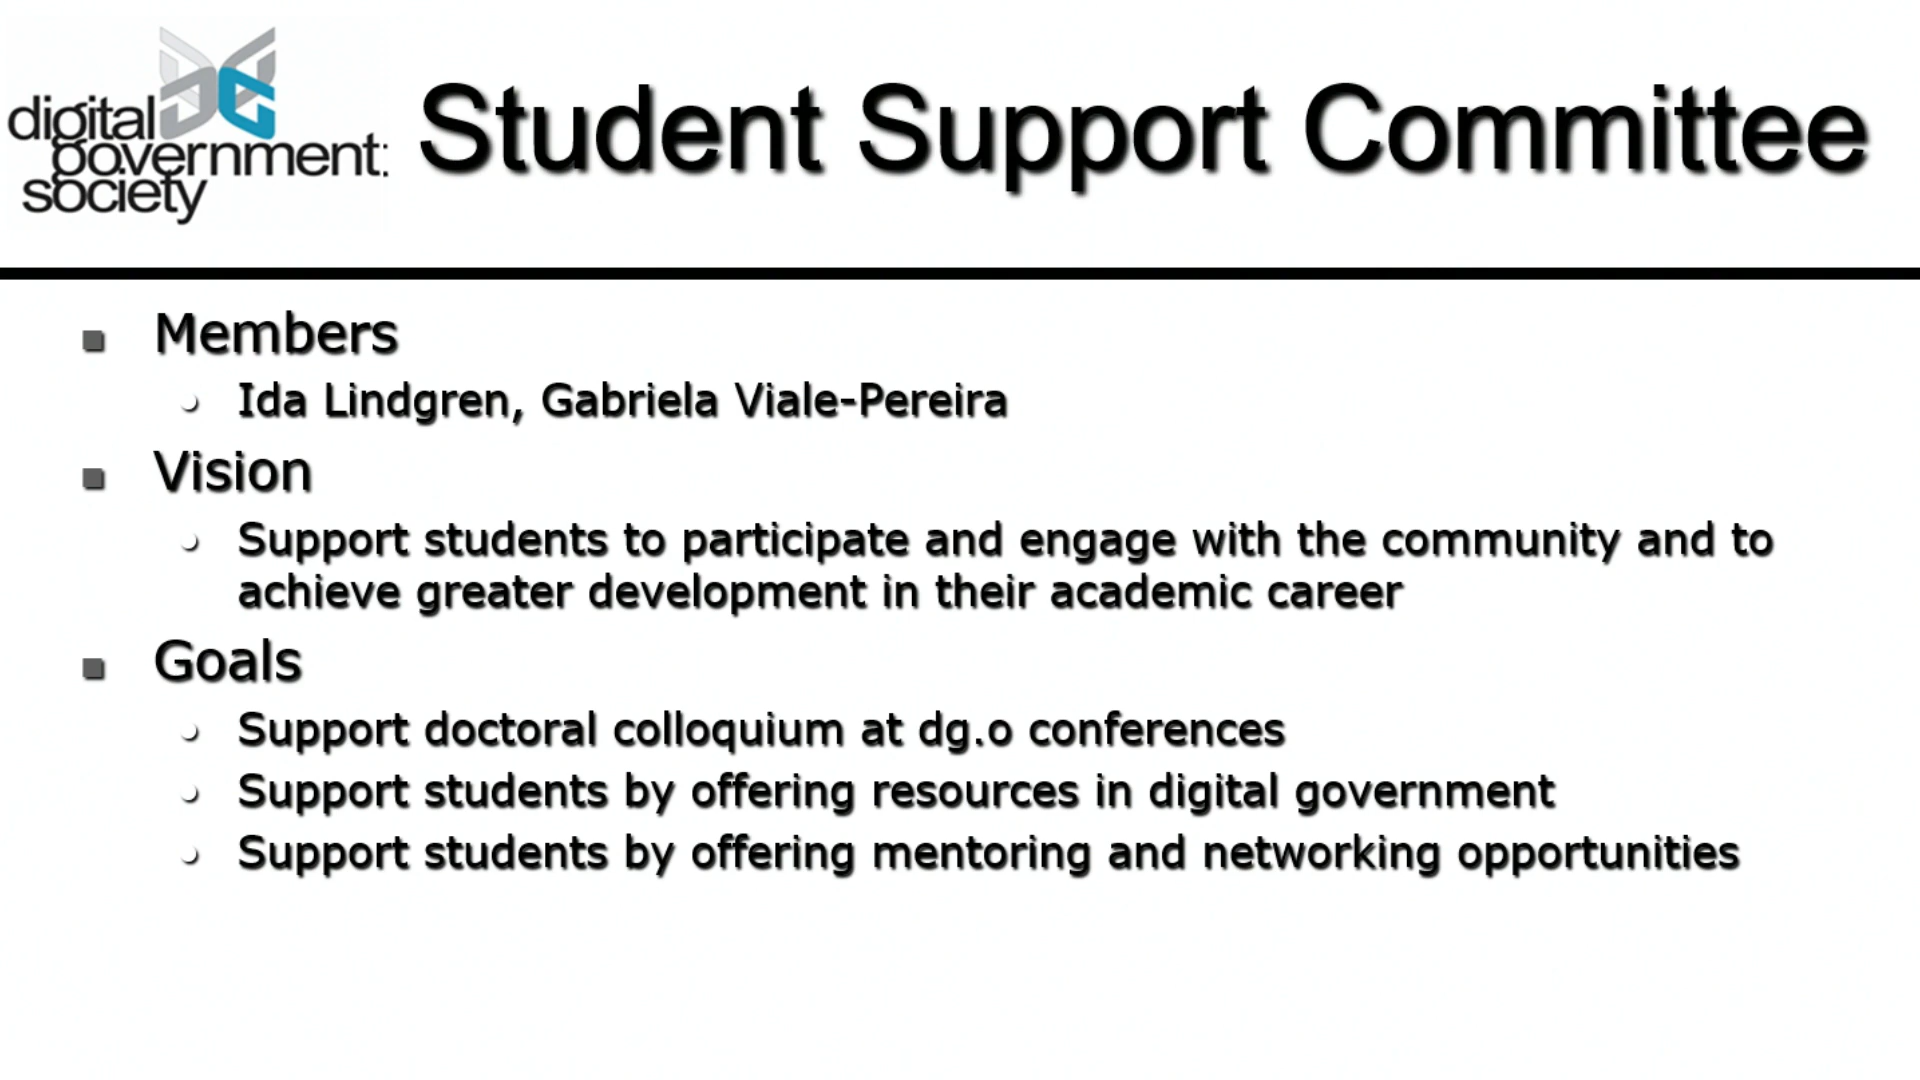 digital
government:
society
Student Support Committee
Members
Ida Lindgren, Gabriela Viale-Pereira
Vision
Support students to participate and engage with the community and to
achieve greater development in their academic career
Goals
Support doctoral colloquium at dg.o conferences
Support students by offering resources in digital government
Support students by offering mentoring and networking opportunities